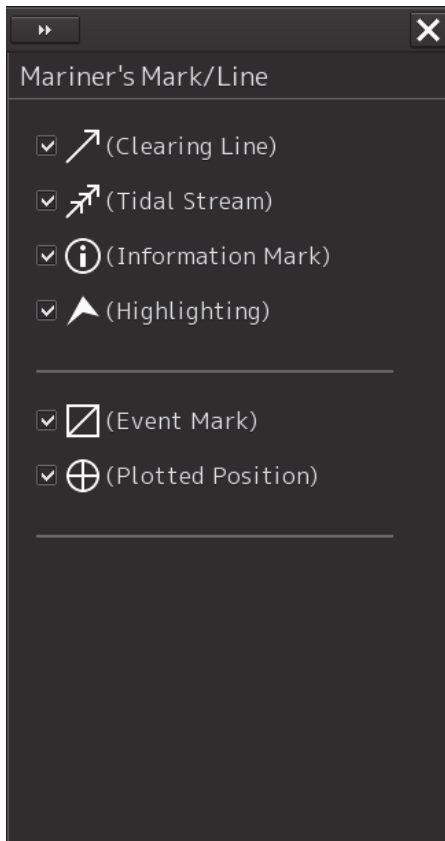 Mariner's Mark/Line
(Clearing Line)
(Tidal Stream)
(Information Mark)
(Highlighting)
(Event Mark)
(Plotted Position)